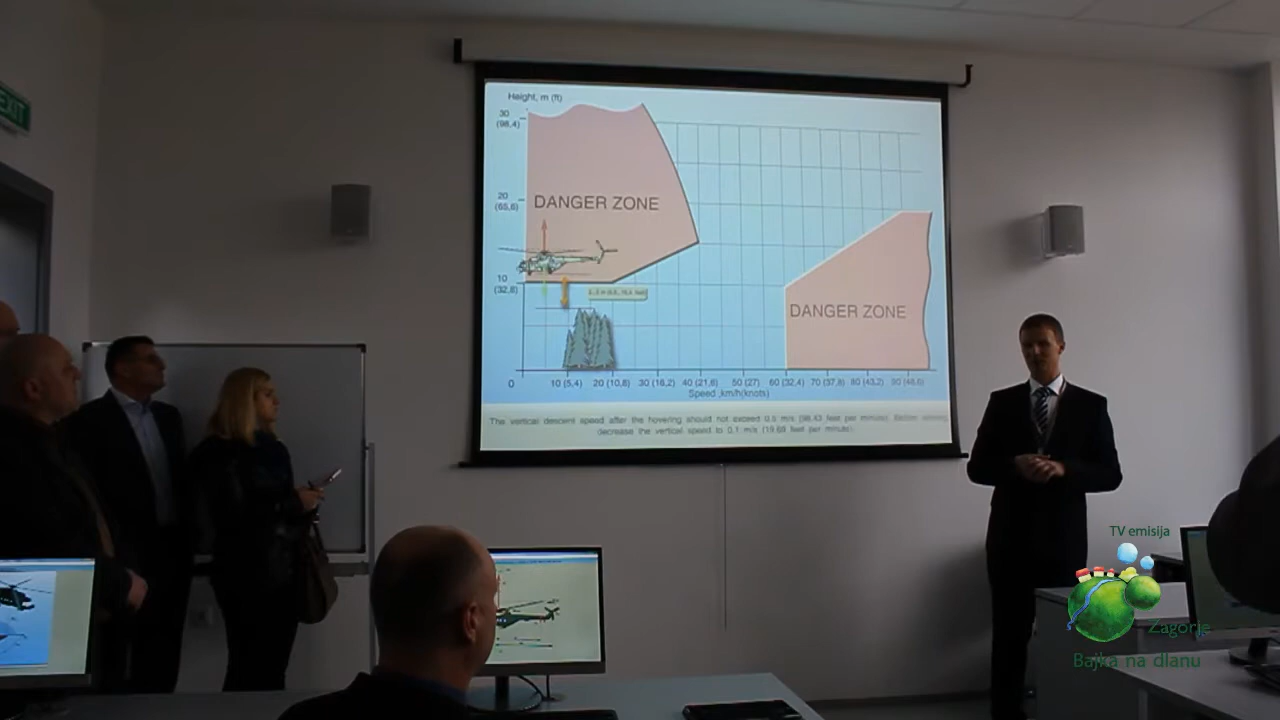 EXIT
Height, m (ft)
30
(98,4)
DANGER ZONE
20
(65,6)
10
(32,8)
DANGER ZONE
0
10 (5,4) 20 (10,8) 30 (16,2) 40 (21,6) 50 (27) 60 (32,4) 70 (37,8) 80 (43,2) 90 (48,6)
Speed ,km/h(knots)
The vertical descent speed after the hovering should not exceed 0.5 m/s (98.43 feet per minute). Before
decrease the vertical speed to 0.1 m/s (19.69 feet per minute).
TV emisija
Zagorje
Bajka na dlanu